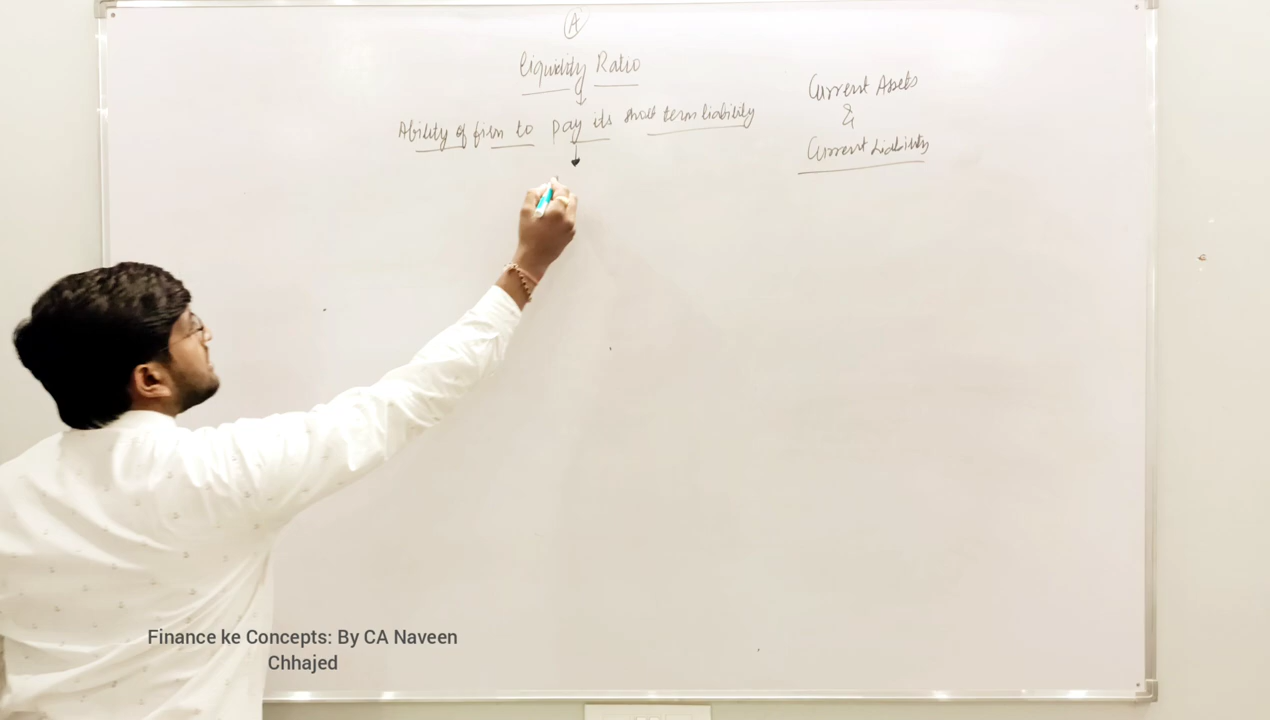 A
Liquidity Ratio
Ability of firm to pay its short term liability
Current Assets
&
Current Liability
Finance ke Concepts: By CA Naveen
Chhajed